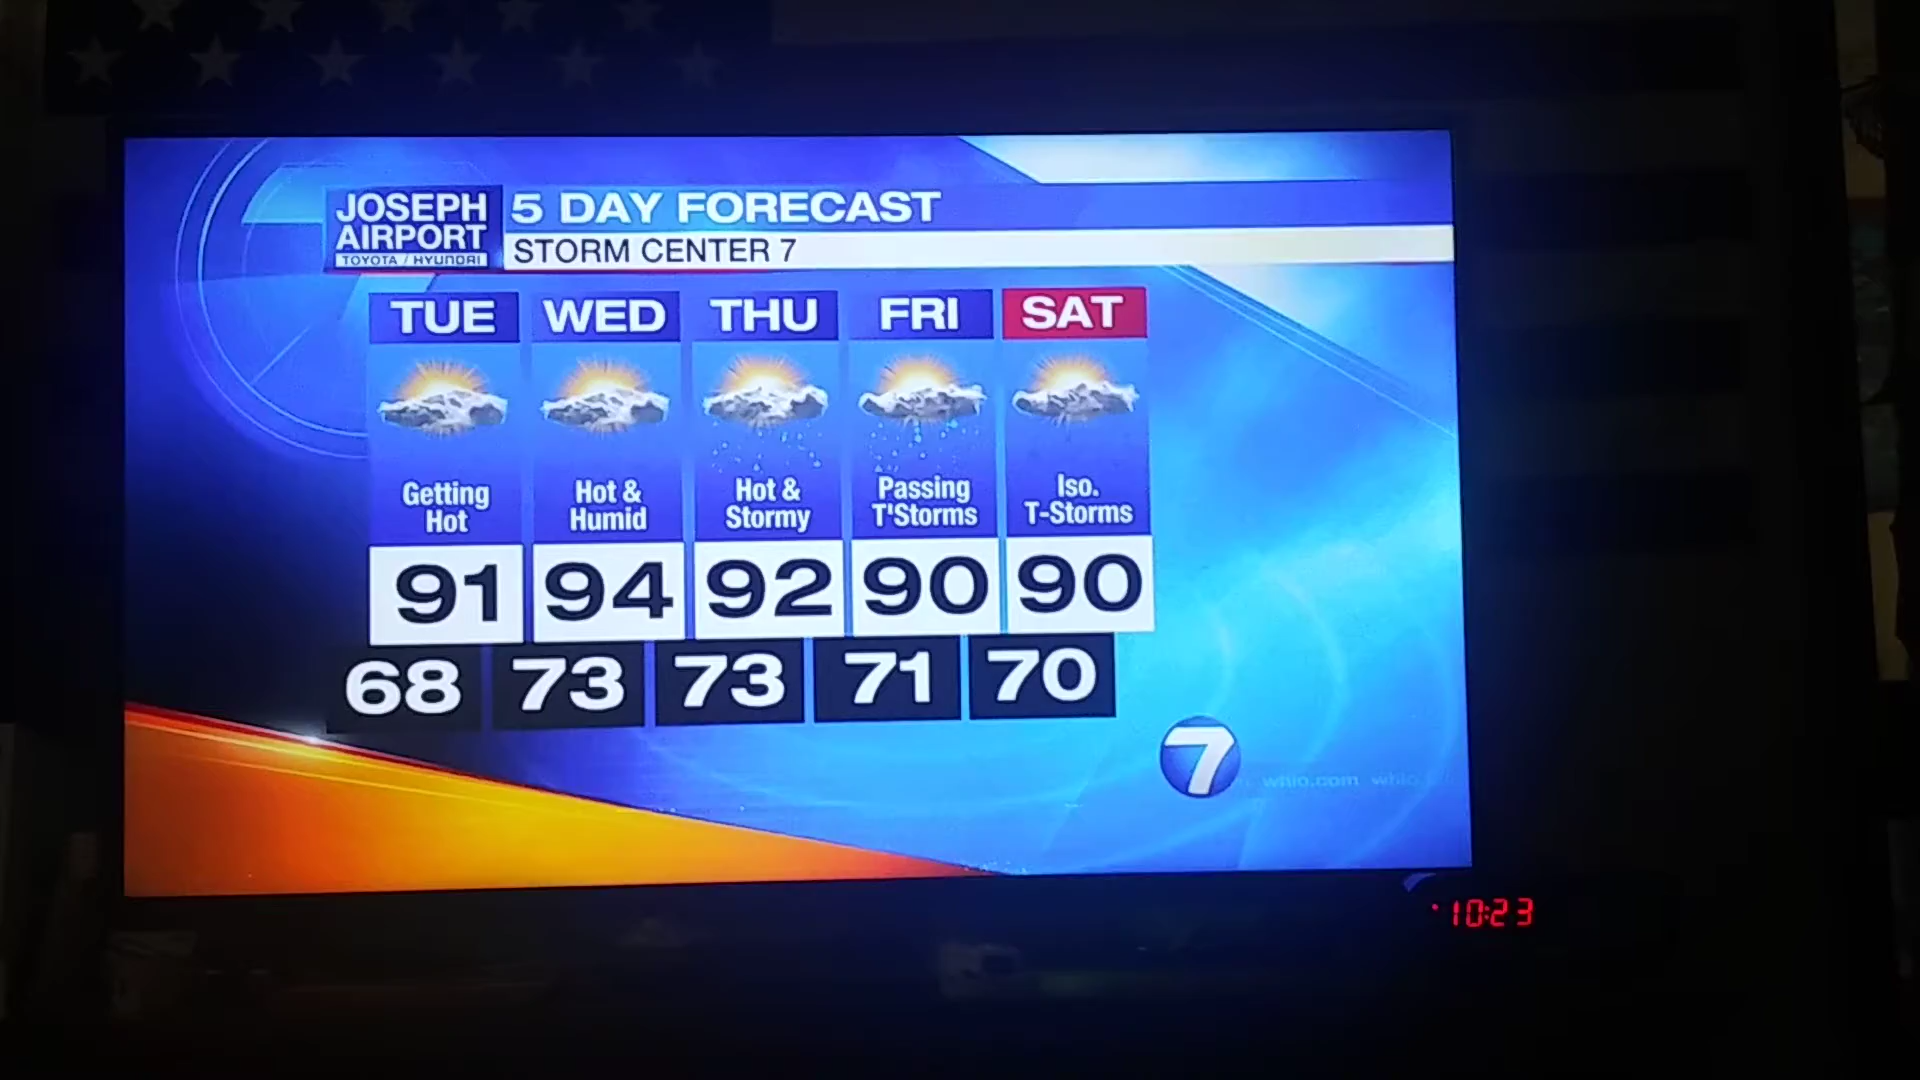 JOSEPH
AIRPORT
TOYOTA / HYUNDAI
5 DAY FORECAST
STORM CENTER 7
TUE WED THU FRI SAT
Getting Hot
Hot & Humid
Hot & Stormy
Passing T'Storms
Iso. T-Storms
91 94 92 90 90
68 73 73 71 70
7
whio.com
10:23